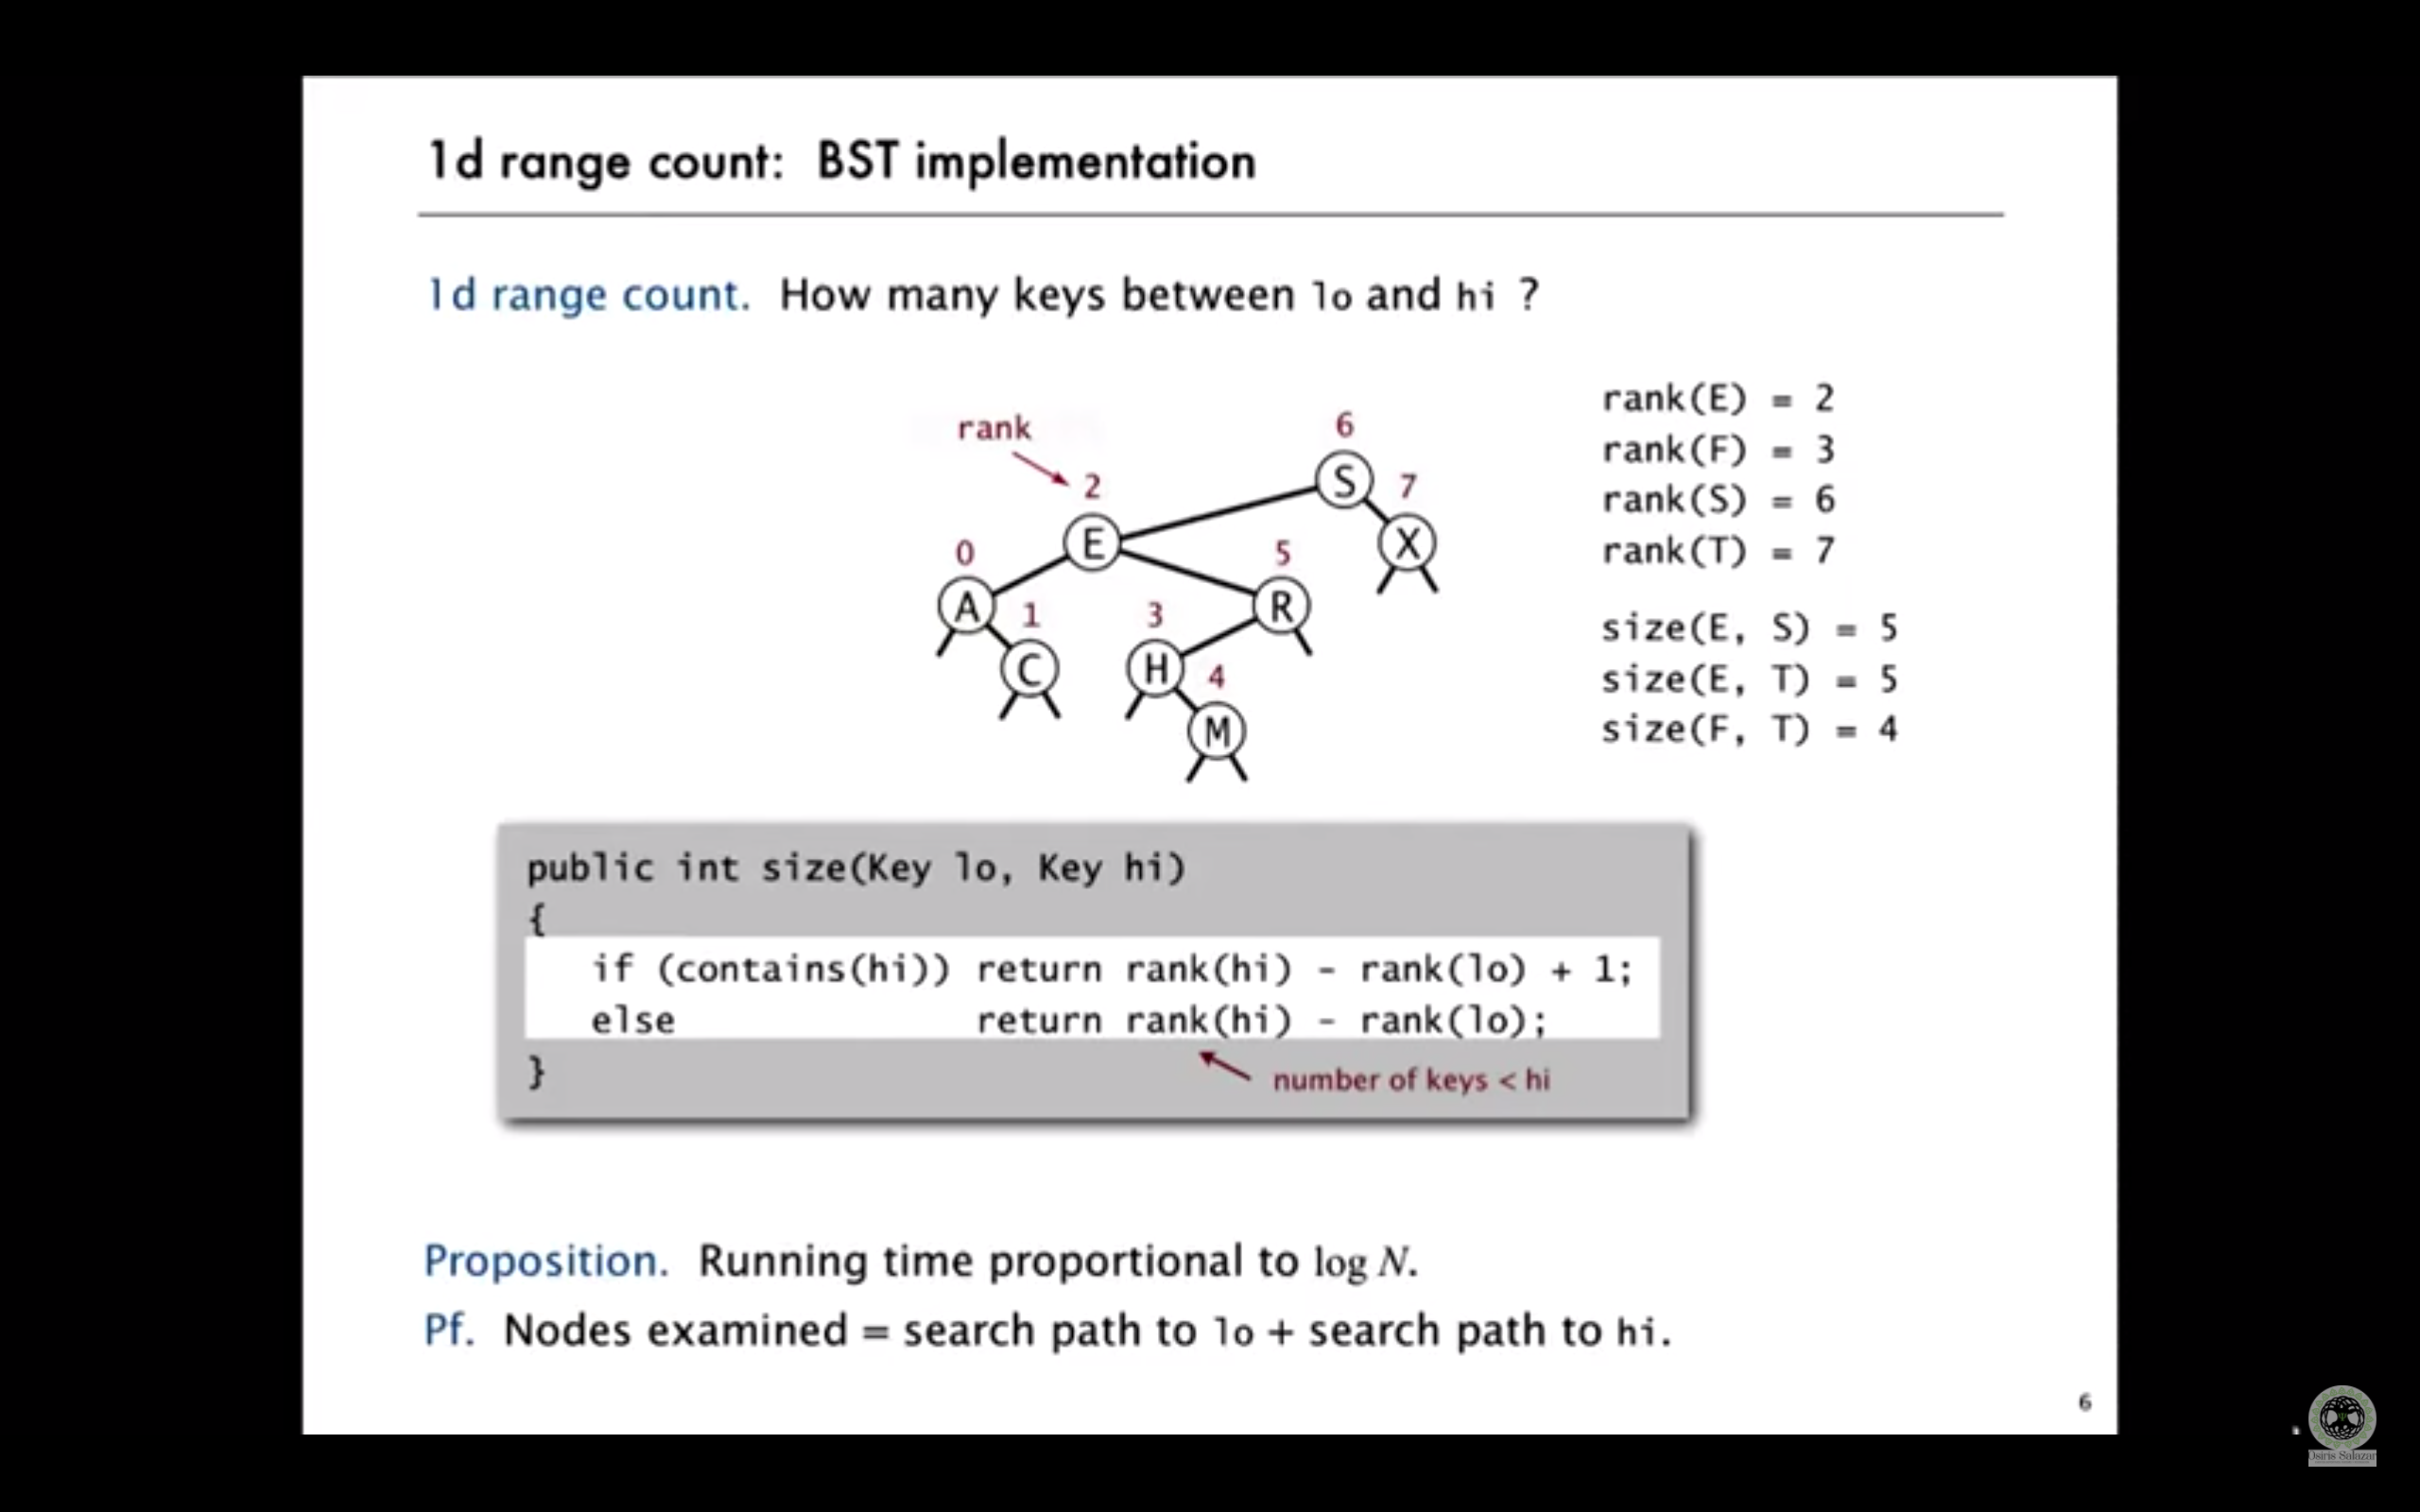 1d range count: BST implementation
1d range count. How many keys between lo and hi ?
rank
6
2
7
0
5
S
E
X
A
1
3
R
C
H
4
M
rank(E) = 2
rank(F) = 3
rank(S) = 6
rank(T) = 7
size(E, S) = 5
size(E, T) = 5
size(F, T) = 4
public int size(Key lo, Key hi)
{
if (contains(hi)) return rank(hi) - rank(lo) + 1;
else return rank(hi) - rank(lo);
}
number of keys < hi
Proposition. Running time proportional to log N.
Pf. Nodes examined = search path to lo + search path to hi.
6
Osiris Salazar